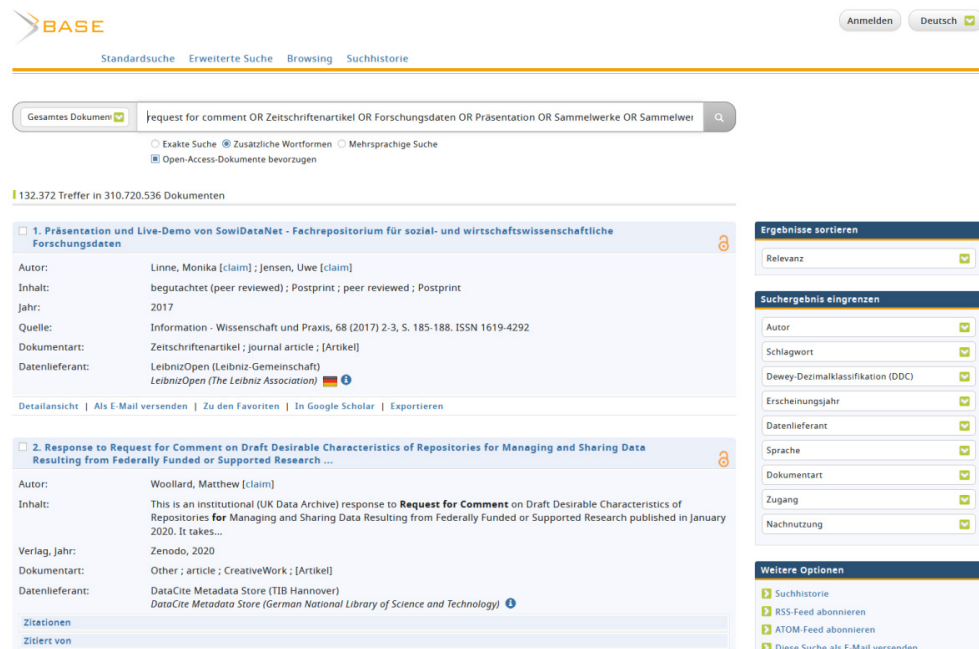 BASE
Anmelden
Deutsch
Standardsuche Erweiterte Suche Browsing Suchhistorie
Gesamtes Dokument
request for comment OR Zeitschriftenartikel OR Forschungsdaten OR Präsentation OR Sammelwerke OR Sammelwer
Exakte Suche Zusätzliche Wortformen Mehrsprachige Suche
Open-Access-Dokumente bevorzugen
132.372 Treffer in 310.720.536 Dokumenten
1. Präsentation und Live-Demo von SowiDataNet - Fachrepositorium für sozial- und wirtschaftswissenschaftliche
Forschungsdaten
Autor: Linne, Monika [claim] ; Jensen, Uwe [claim]
Inhalt: begutachtet (peer reviewed) ; Postprint ; peer reviewed ; Postprint
Jahr: 2017
Quelle: Information - Wissenschaft und Praxis, 68 (2017) 2-3, S. 185-188. ISSN 1619-4292
Dokumentart: Zeitschriftenartikel ; journal article ; [Artikel]
Datenlieferant: LeibnizOpen (Leibniz-Gemeinschaft)
LeibnizOpen (The Leibniz Association)
Detailansicht | Als E-Mail versenden | Zu den Favoriten | In Google Scholar | Exportieren
2. Response to Request for Comment on Draft Desirable Characteristics of Repositories for Managing and Sharing Data
Resulting from Federally Funded or Supported Research ...
Autor: Woollard, Matthew [claim]
Inhalt: This is an institutional (UK Data Archive) response to Request for Comment on Draft Desirable Characteristics of
Repositories for Managing and Sharing Data Resulting from Federally Funded or Supported Research published in January
2020. It takes...
Verlag, Jahr: Zenodo, 2020
Dokumentart: Other ; article ; CreativeWork ; [Artikel]
Datenlieferant: DataCite Metadata Store (TIB Hannover)
DataCite Metadata Store (German National Library of Science and Technology)
Zitationen
Zitiert von
Ergebnisse sortieren
Relevanz
Suchergebnis eingrenzen
Autor
Schlagwort
Dewey-Dezimalklassifikation (DDC)
Erscheinungsjahr
Datenlieferant
Sprache
Dokumentart
Zugang
Nachnutzung
Weitere Optionen
Suchhistorie
RSS-Feed abonnieren
ATOM-Feed abonnieren
Diese Suche als E-Mail versenden